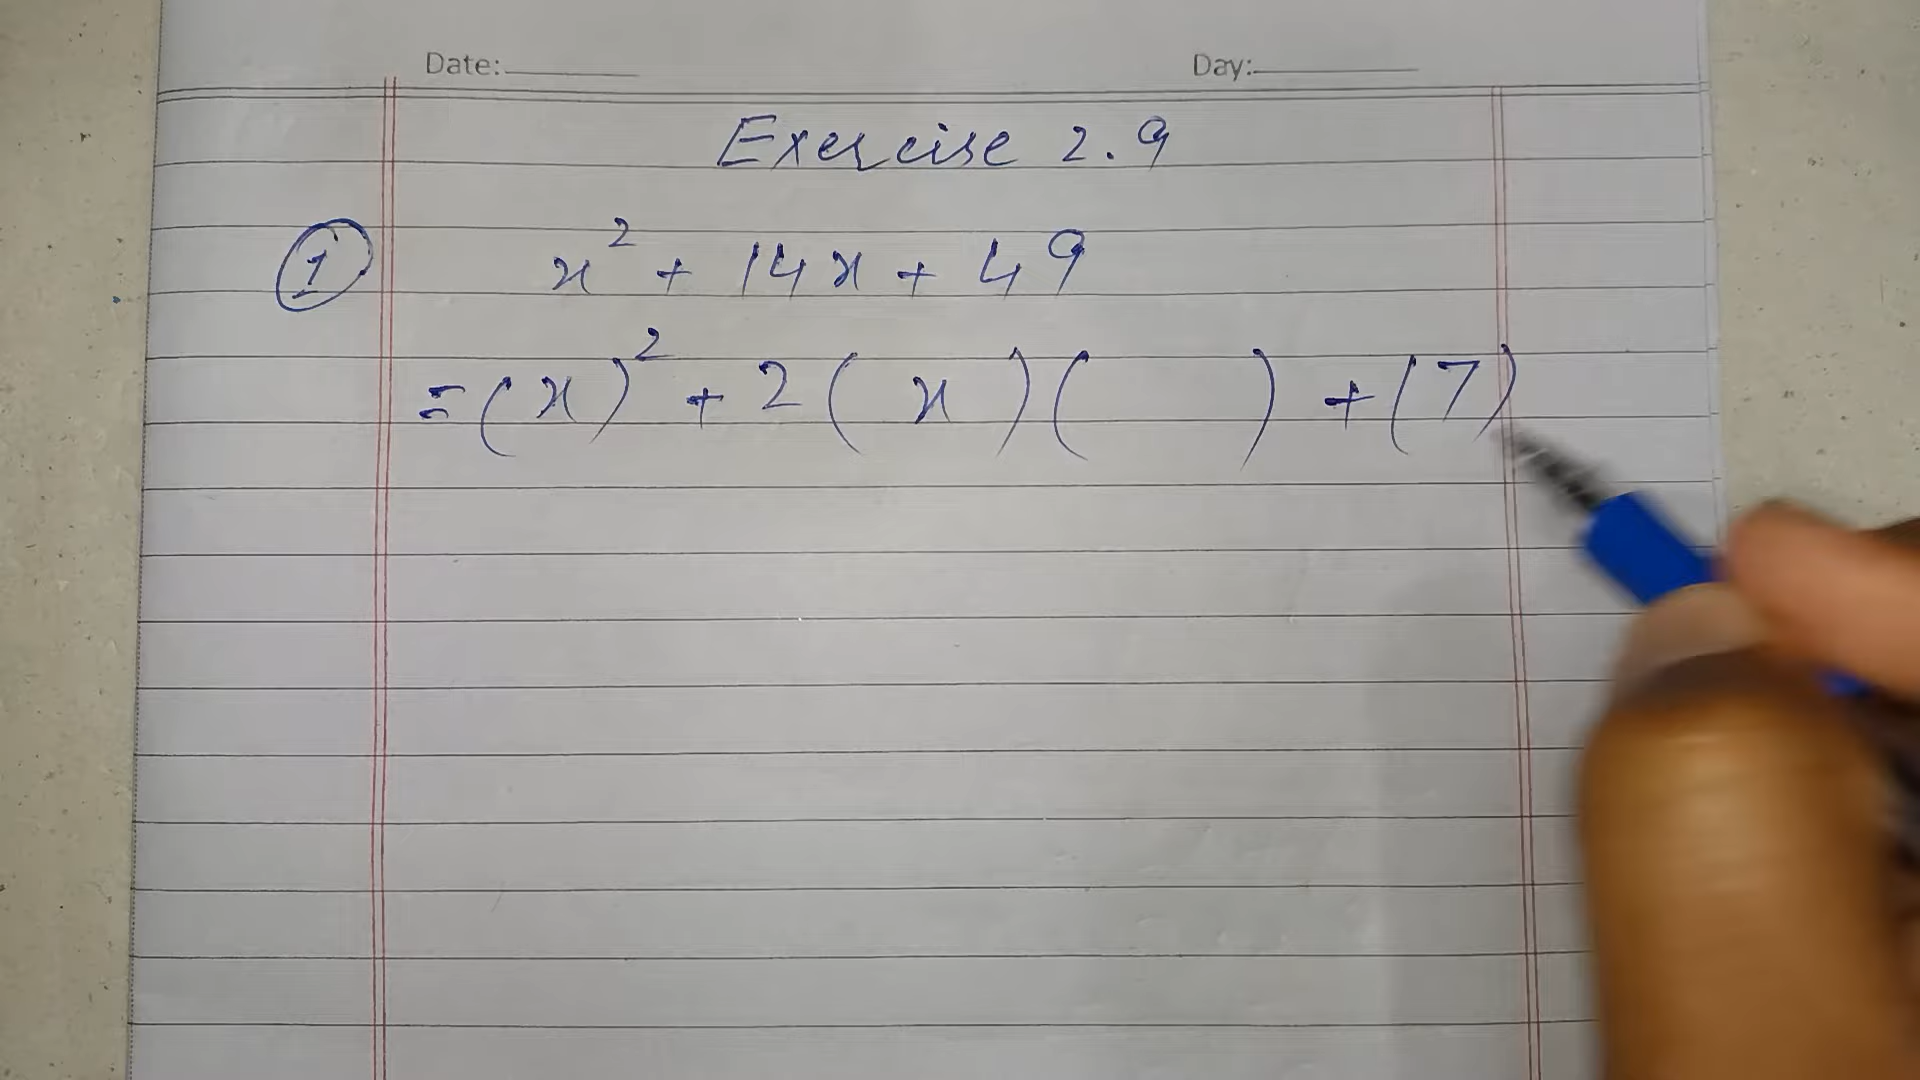 Date: Day:
Exercise 2.9
① x² + 14x + 49
= (x)² + 2 ( x ) (   ) + (7)